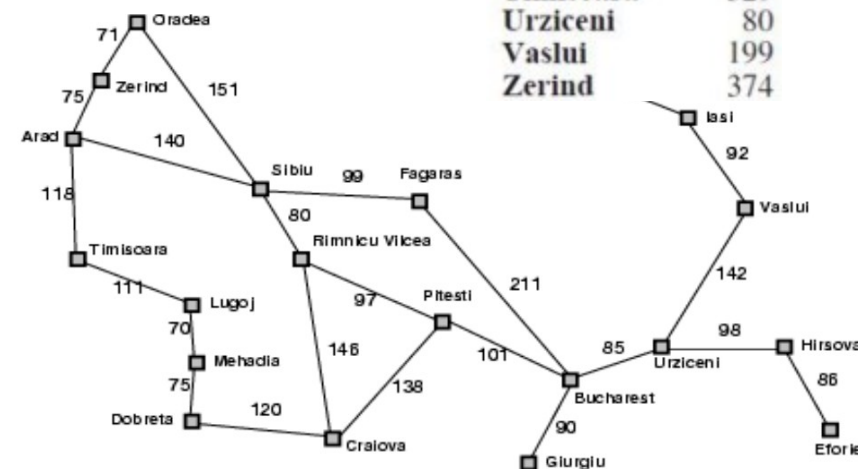 Urziceni 80
Vaslui 199
Zerind 374
Oradea
71
Zerind
75
151
Arad
140
Sibiu
99
Fagaras
118
80
Timisoara
Rimnicu Vilcea
111
Lugoj
97
Pitesti
211
70
146
Mehadia
101
138
75
Dobreta
120
Craiova
Bucharest
90
Giurgiu
85
Urziceni
98
Hirsova
86
Eforie
142
Vaslui
92
Iasi